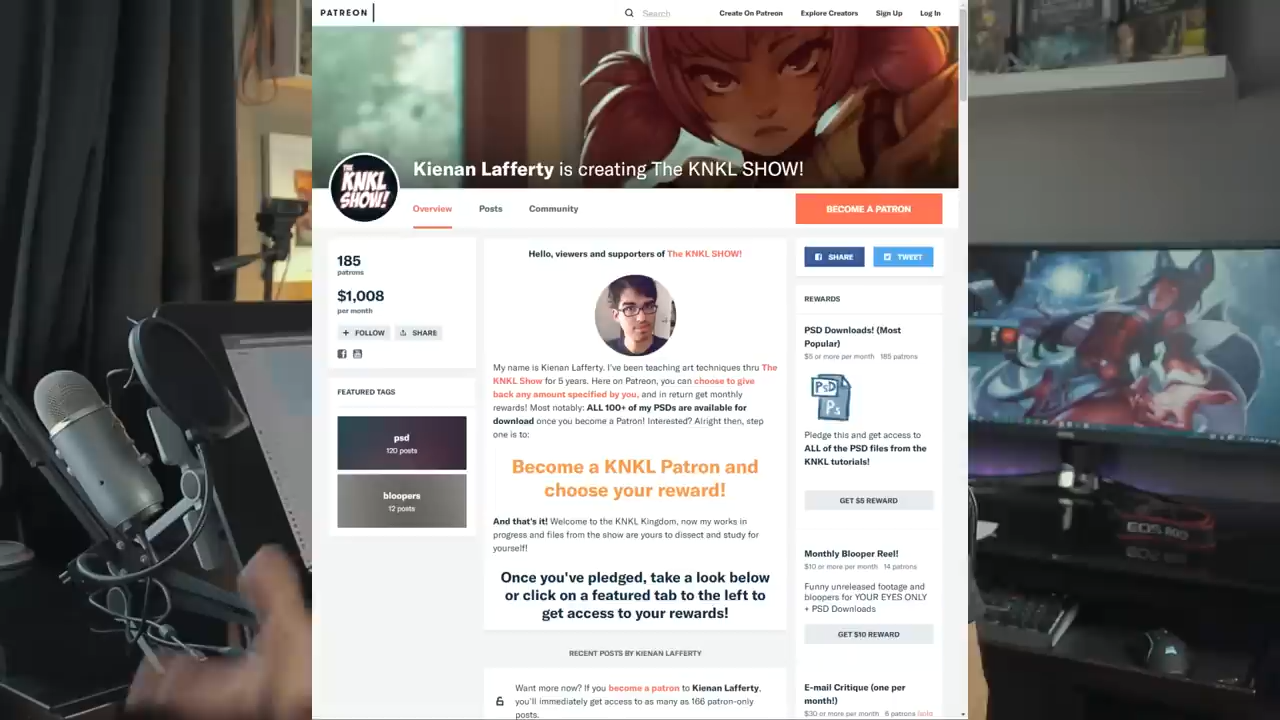 PATREON
Search
Create On Patreon
Explore Creators
Sign Up
Log In
THE
KNKL
SHOW!
Kienan Lafferty is creating The KNKL SHOW!
Overview
Posts
Community
BECOME A PATRON
185
patrons
$1,008
per month
FOLLOW
SHARE
FEATURED TAGS
psd
120 posts
bloopers
12 posts
Hello, viewers and supporters of The KNKL SHOW!
My name is Kienan Lafferty. I've been teaching art techniques thru The
KNKL Show for 5 years. Here on Patreon, you can choose to give
back any amount specified by you, and in return get monthly
rewards! Most notably: ALL 100+ of my PSDs are available for
download once you become a Patron! Interested? Alright then, step
one is to:
Become a KNKL Patron and
choose your reward!
And that's it! Welcome to the KNKL Kingdom, now my works in
progress and files from the show are yours to dissect and study for
yourself!
Once you've pledged, take a look below
or click on a featured tab to the left to
get access to your rewards!
RECENT POSTS BY KIENAN LAFFERTY
Want more now? If you become a patron to Kienan Lafferty,
you'll immediately get access to as many as 166 patron-only
posts.
SHARE
TWEET
REWARDS
PSD Downloads! (Most
Popular)
$5 or more per month 185 patrons
PSD
Ps
Pledge this and get access to
ALL of the PSD files from the
KNKL tutorials!
GET $5 REWARD
Monthly Blooper Reel!
$10 or more per month 14 patrons
Funny unreleased footage and
bloopers for YOUR EYES ONLY
+ PSD Downloads
GET $10 REWARD
E-mail Critique (one per
month!)
$30 or more per month 6 patrons
EOS 80D